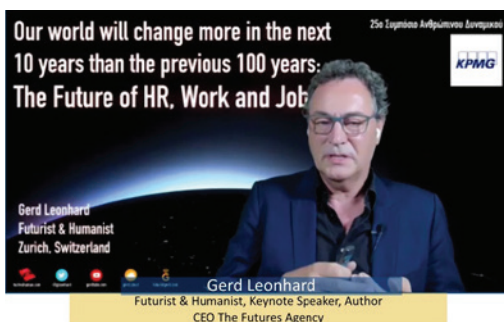 Our world will change more in the next
10 years than the previous 100 years:
The Future of HR, Work and Job
25ο Συμπόσιο Ανθρώπινου Δυναμικού
KPMG
Gerd Leonhard
Futurist & Humanist
Zurich, Switzerland
Gerd Leonhard
Futurist & Humanist, Keynote Speaker, Author
CEO The Futures Agency